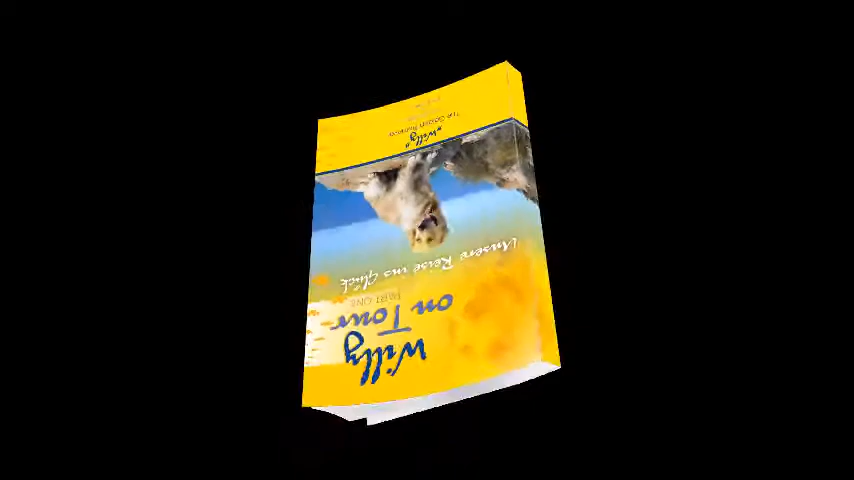 Willy
on Tour
PART ONE
Unsere Reise ins Glück
"Willy"